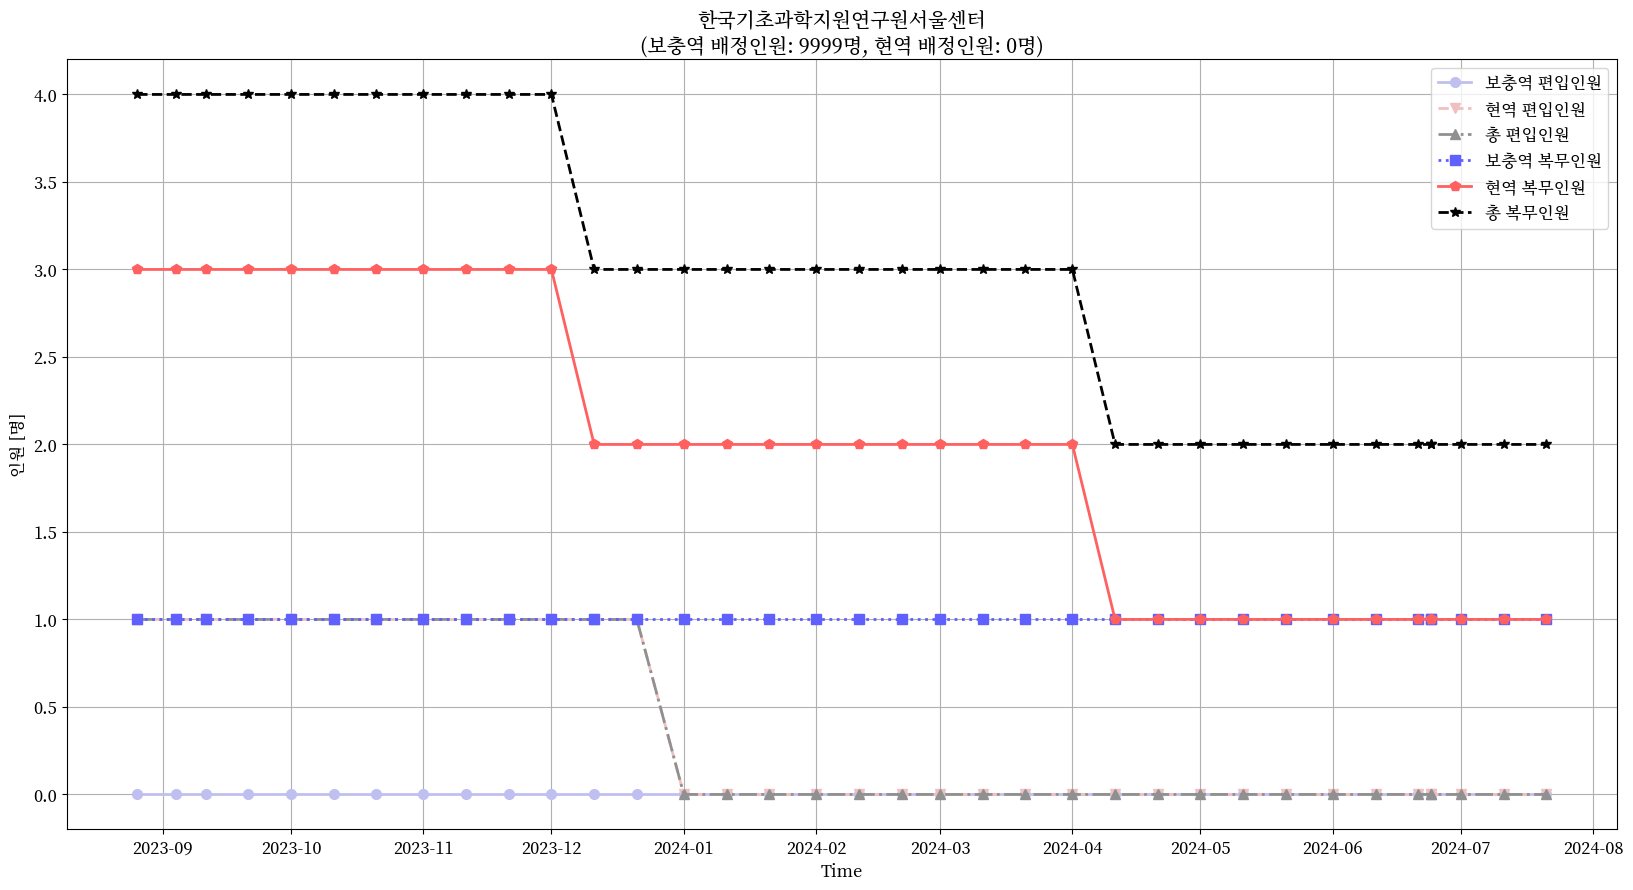 한국기초과학지원연구원서울센터
(보충역 배정인원: 9999명, 현역 배정인원: 0명)
보충역 편입인원
현역 편입인원
총 편입인원
보충역 복무인원
현역 복무인원
총 복무인원
인원 [명]
4.0
3.5
3.0
2.5
2.0
1.5
1.0
0.5
0.0
2023-09
2023-10
2023-11
2023-12
2024-01
2024-02
2024-03
2024-04
2024-05
2024-06
2024-07
2024-08
Time